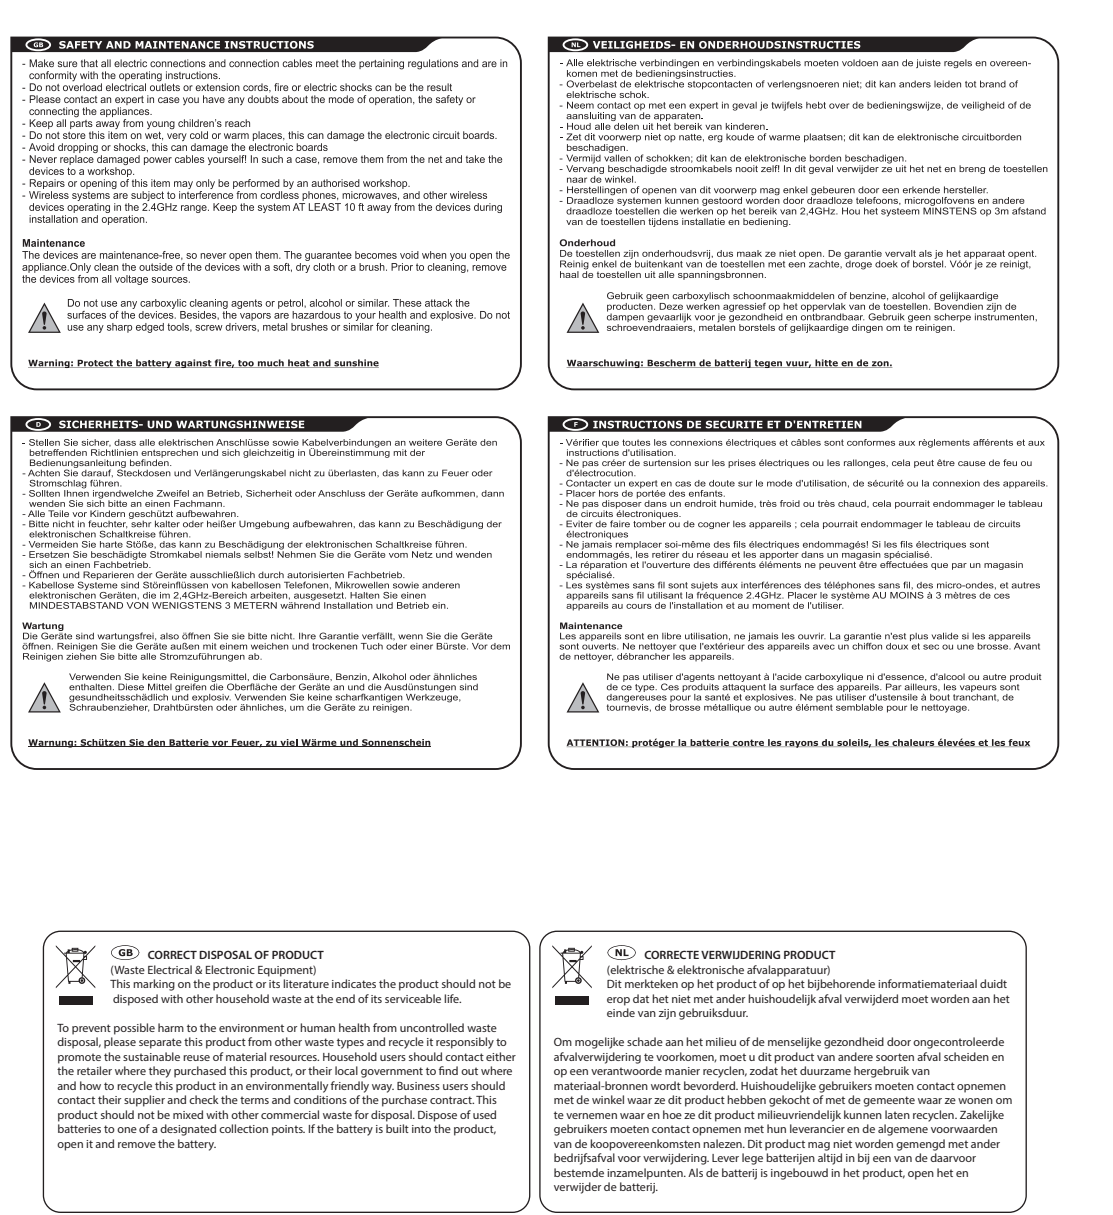 GB SAFETY AND MAINTENANCE INSTRUCTIONS
- Make sure that all electric connections and connection cables meet the pertaining regulations and are in
conformity with the operating instructions.
- Do not overload electrical outlets or extension cords, fire or electric shocks can be the result
- Please contact an expert in case you have any doubts about the mode of operation, the safety or
connecting the appliances.
- Keep all parts away from young children's reach
- Do not store this item on wet, very cold or warm places, this can damage the electronic circuit boards.
- Avoid dropping or shocks, this can damage the electronic boards
- Never replace damaged power cables yourself! In such a case, remove them from the net and take the
devices to a workshop.
- Repairs or opening of this item may only be performed by an authorised workshop.
- Wireless systems are subject to interference from cordless phones, microwaves, and other wireless
devices operating in the 2.4GHz range. Keep the system AT LEAST 10 ft away from the devices during
installation and operation.
Maintenance
The devices are maintenance-free, so never open them. The guarantee becomes void when you open the
appliance.Only clean the outside of the devices with a soft, dry cloth or a brush. Prior to cleaning, remove
the devices from all voltage sources.
Do not use any carboxylic cleaning agents or petrol, alcohol or similar. These attack the
surfaces of the devices. Besides, the vapors are hazardous to your health and explosive. Do not
use any sharp edged tools, screw drivers, metal brushes or similar for cleaning.
Warning: Protect the battery against fire, too much heat and sunshine
NL VEILIGHEIDS- EN ONDERHOUDSINSTRUCTIES
- Alle elektrische verbindingen en verbindingskabels moeten voldoen aan de juiste regels en overeen-
komen met de bedieningsinstructies.
- Overbelast de elektrische stopcontacten of verlengsnoeren niet; dit kan anders leiden tot brand of
elektrische schok.
- Neem contact op met een expert in geval je twijfels hebt over de bedieningswijze, de veiligheid of de
aansluiting van de apparaten.
- Houd alle delen uit het bereik van kinderen.
- Zet dit voorwerp niet op natte, erg koude of warme plaatsen; dit kan de elektronische circuitborden
beschadigen.
- Vermijd vallen of schokken; dit kan de elektronische borden beschadigen.
- Vervang beschadigde stroomkabels nooit zelf! In dit geval verwijder ze uit het net en breng de toestellen
naar de winkel.
- Herstellingen of openen van dit voorwerp mag enkel gebeuren door een erkende hersteller.
- Draadloze systemen kunnen gestoord worden door draadloze telefoons, microgolfovens en andere
draadloze toestellen die werken op het bereik van 2,4GHz. Hou het systeem MINSTENS op 3m afstand
van de toestellen tijdens installatie en bediening.
Onderhoud
De toestellen zijn onderhoudsvrij, dus maak ze niet open. De garantie vervalt als je het apparaat opent.
Reinig enkel de buitenkant van de toestellen met een zachte, droge doek of borstel. Vóór je ze reinigt,
haal de toestellen uit alle spanningsbronnen.
Gebruik geen carboxylisch schoonmaakmiddelen of benzine, alcohol of gelijkaardige
producten. Deze werken agressief op het oppervlak van de toestellen. Bovendien zijn de
dampen gevaarlijk voor je gezondheid en ontbrandbaar. Gebruik geen scherpe instrumenten,
schroevendraaiers, metalen borstels of gelijkaardige dingen om te reinigen.
Waarschuwing: Bescherm de batterij tegen vuur, hitte en de zon.
D SICHERHEITS- UND WARTUNGSHINWEISE
- Stellen Sie sicher, dass alle elektrischen Anschlüsse sowie Kabelverbindungen an weitere Geräte den
betreffenden Richtlinien entsprechen und sich gleichzeitig in Übereinstimmung mit der
Bedienungsanleitung befinden.
- Achten Sie darauf, Steckdosen und Verlängerungskabel nicht zu überlasten, das kann zu Feuer oder
Stromschlag führen.
- Sollten Ihnen irgendwelche Zweifel an Betrieb, Sicherheit oder Anschluss der Geräte aufkommen, dann
wenden Sie sich bitte an einen Fachmann.
- Alle Teile vor Kindern geschützt aufbewahren.
- Bitte nicht in feuchter, sehr kalter oder heißer Umgebung aufbewahren, das kann zu Beschädigung der
elektronischen Schaltkreise führen.
- Vermeiden Sie harte Stöße, das kann zu Beschädigung der elektronischen Schaltkreise führen.
- Ersetzen Sie beschädigte Stromkabel niemals selbst! Nehmen Sie die Geräte vom Netz und wenden
sich an einen Fachbetrieb.
- Öffnen und Reparieren der Geräte ausschließlich durch autorisierten Fachbetrieb.
- Kabellose Systeme sind Störeinflüssen von kabellosen Telefonen, Mikrowellen sowie anderen
elektronischen Geräten, die im 2,4GHz-Bereich arbeiten, ausgesetzt. Halten Sie einen
MINDESTABSTAND VON WENIGSTENS 3 METERN während Installation und Betrieb ein.
Wartung
Die Geräte sind wartungsfrei, also öffnen Sie sie bitte nicht. Ihre Garantie verfällt, wenn Sie die Geräte
öffnen. Reinigen Sie die Geräte außen mit einem weichen und trockenen Tuch oder einer Bürste. Vor dem
Reinigen ziehen Sie bitte alle Stromzuführungen ab.
Verwenden Sie keine Reinigungsmittel, die Carbonsäure, Benzin, Alkohol oder ähnliches
enthalten. Diese Mittel greifen die Oberfläche der Geräte an und die Ausdünstungen sind
gesundheitsschädlich und explosiv. Verwenden Sie keine scharfkantigen Werkzeuge,
Schraubenzieher, Drahtbürsten oder ähnliches, um die Geräte zu reinigen.
Warnung: Schützen Sie den Batterie vor Feuer, zu viel Wärme und Sonnenschein
F INSTRUCTIONS DE SECURITE ET D'ENTRETIEN
- Vérifier que toutes les connexions électriques et câbles sont conformes aux règlements afférents et aux
instructions d'utilisation.
- Ne pas créer de surtension sur les prises électriques ou les rallonges, cela peut être cause de feu ou
d'électrocution.
- Contacter un expert en cas de doute sur le mode d'utilisation, de sécurité ou la connexion des appareils.
- Placer hors de portée des enfants.
- Ne pas disposer dans un endroit humide, très froid ou très chaud, cela pourrait endommager le tableau
de circuits électroniques.
- Eviter de faire tomber ou de cogner les appareils ; cela pourrait endommager le tableau de circuits
électroniques
- Ne jamais remplacer soi-même des fils électriques endommagés! Si les fils électriques sont
endommagés, les retirer du réseau et les apporter dans un magasin spécialisé.
- La réparation et l'ouverture des différents éléments ne peuvent être effectuées que par un magasin
spécialisé.
- Les systèmes sans fil sont sujets aux interférences des téléphones sans fil, des micro-ondes, et autres
appareils sans fil utilisant la fréquence 2.4GHz. Placer le système AU MOINS à 3 mètres de ces
appareils au cours de l'installation et au moment de l'utiliser.
Maintenance
Les appareils sont en libre utilisation, ne jamais les ouvrir. La garantie n'est plus valide si les appareils
sont ouverts. Ne nettoyer que l'extérieur des appareils avec un chiffon doux et sec ou une brosse. Avant
de nettoyer, débrancher les appareils.
Ne pas utiliser d'agents nettoyant à l'acide carboxylique ni d'essence, d'alcool ou autre produit
de ce type. Ces produits attaquent la surface des appareils. Par ailleurs, les vapeurs sont
dangereuses pour la santé et explosives. Ne pas utiliser d'ustensile à bout tranchant, de
tournevis, de brosse métallique ou autre élément semblable pour le nettoyage.
ATTENTION: protéger la batterie contre les rayons du soleils, les chaleurs élevées et les feux
GB CORRECT DISPOSAL OF PRODUCT
(Waste Electrical & Electronic Equipment)
This marking on the product or its literature indicates the product should not be
disposed with other household waste at the end of its serviceable life.
To prevent possible harm to the environment or human health from uncontrolled waste
disposal, please separate this product from other waste types and recycle it responsibly to
promote the sustainable reuse of material resources. Household users should contact either
the retailer where they purchased this product, or their local government to find out where
and how to recycle this product in an environmentally friendly way. Business users should
contact their supplier and check the terms and conditions of the purchase contract. This
product should not be mixed with other commercial waste for disposal. Dispose of used
batteries to one of a designated collection points. If the battery is built into the product,
open it and remove the battery.
NL CORRECTE VERWIJDERING PRODUCT
(elektrische & elektronische afvalapparatuur)
Dit merkteken op het product of op het bijbehorende informatiemateriaal duidt
erop dat het niet met ander huishoudelijk afval verwijderd moet worden aan het
einde van zijn gebruiksduur.
Om mogelijke schade aan het milieu of de menselijke gezondheid door ongecontroleerde
afvalverwijdering te voorkomen, moet u dit product van andere soorten afval scheiden en
op een verantwoorde manier recyclen, zodat het duurzame hergebruik van
materiaal-bronnen wordt bevorderd. Huishoudelijke gebruikers moeten contact opnemen
met de winkel waar ze dit product hebben gekocht of met de gemeente waar ze wonen om
te vernemen waar en hoe ze dit product milieuvriendelijk kunnen laten recyclen. Zakelijke
gebruikers moeten contact opnemen met hun leverancier en de algemene voorwaarden
van de koopovereenkomsten nalezen. Dit product mag niet worden gemengd met ander
bedrijfsafval voor verwijdering. Lever lege batterijen altijd in bij een van de daarvoor
bestemde inzamelpunten. Als de batterij is ingebouwd in het product, open het en
verwijder de batterij.